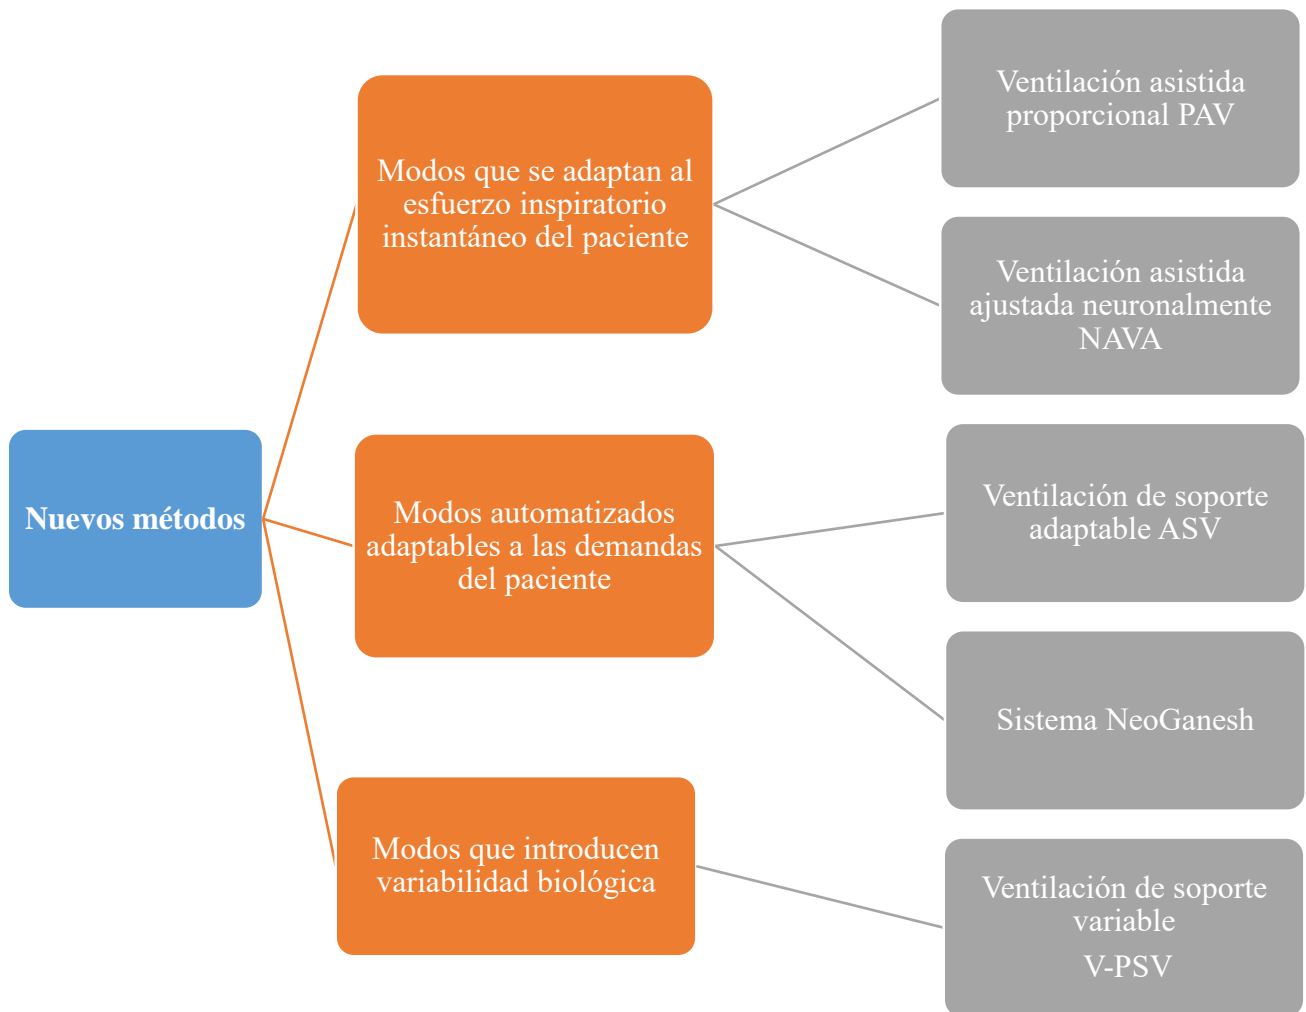 Nuevos métodos
Modos que se adaptan al
esfuerzo inspiratorio
instantáneo del paciente
Ventilación asistida
proporcional PAV
Ventilación asistida
ajustada neuronalmente
NAVA
Modos automatizados
adaptables a las demandas
del paciente
Ventilación de soporte
adaptable ASV
Sistema NeoGanesh
Modos que introducen
variabilidad biológica
Ventilación de soporte
variable
V-PSV